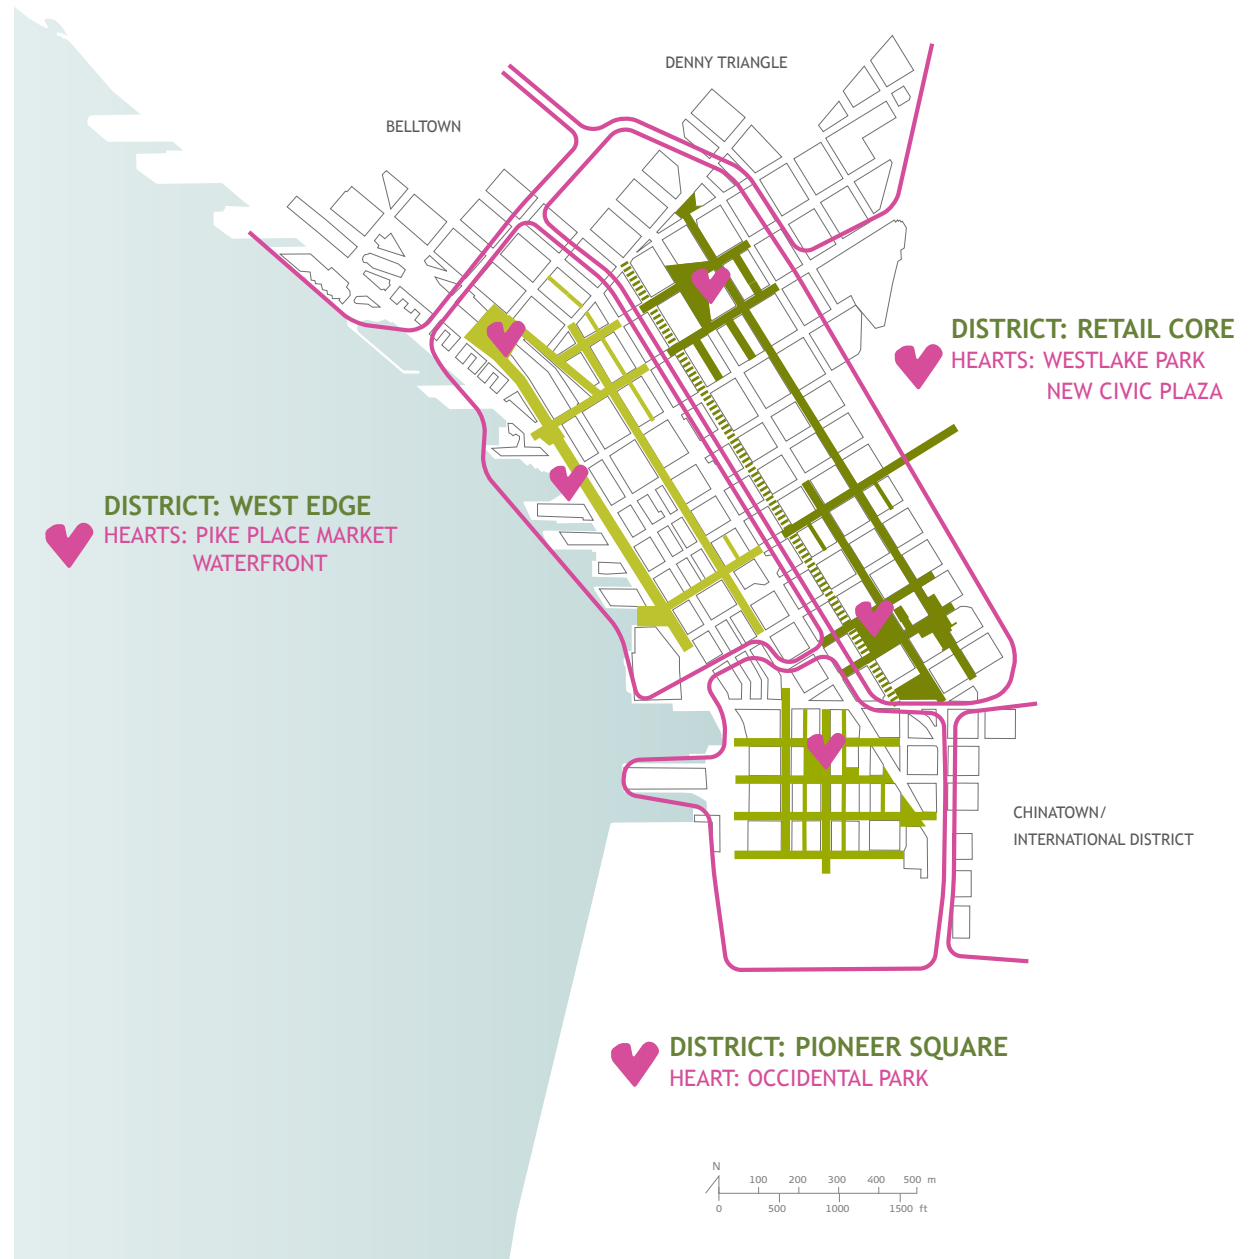 DENNY TRIANGLE
BELLTOWN
DISTRICT: RETAIL CORE
HEARTS: WESTLAKE PARK
NEW CIVIC PLAZA
DISTRICT: WEST EDGE
HEARTS: PIKE PLACE MARKET
WATERFRONT
CHINATOWN/
INTERNATIONAL DISTRICT
DISTRICT: PIONEER SQUARE
HEART: OCCIDENTAL PARK
N
100 200 300 400 500 m
0 500 1000 1500 ft